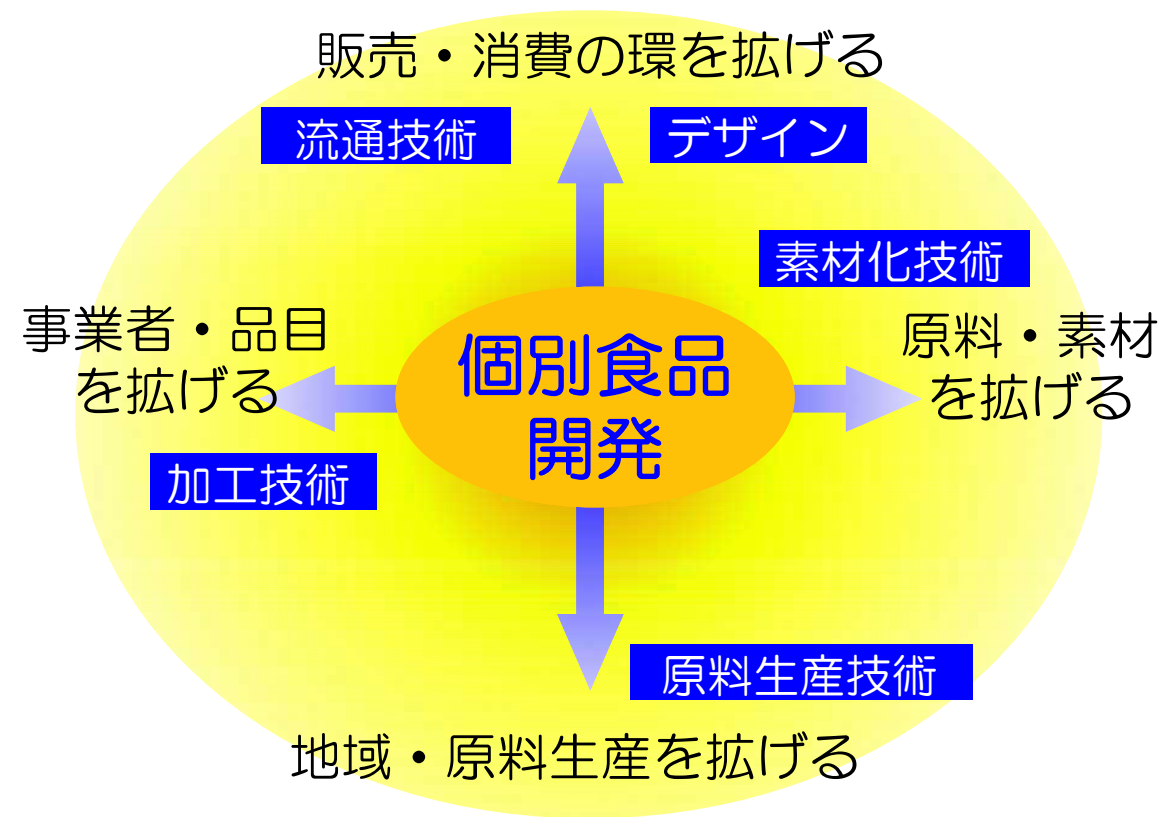 販売・消費の環を拡げる
流通技術
デザイン
素材化技術
事業者・品目
を拡げる
個別食品
開発
原料・素材
を拡げる
加工技術
原料生産技術
地域・原料生産を拡げる